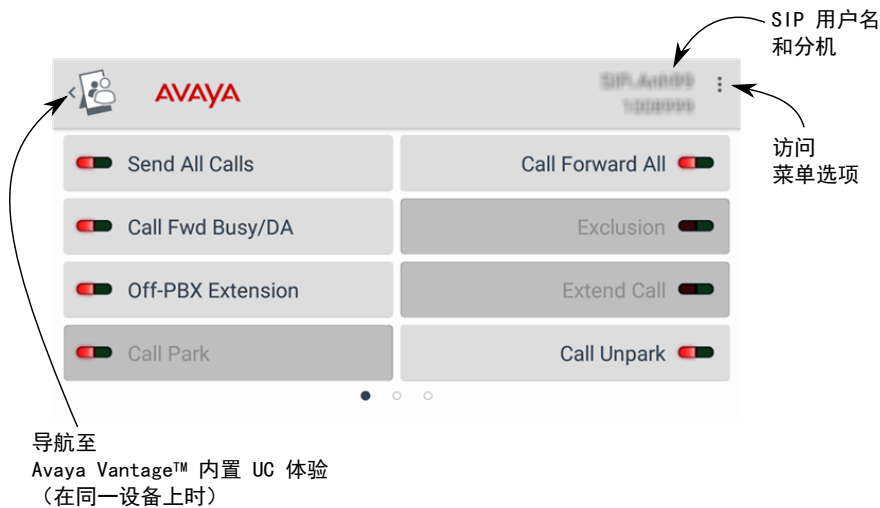 SIP 用户名
和分机
AVAYA
访问
菜单选项
Send All Calls
Call Forward All
Call Fwd Busy/DA
Exclusion
Off-PBX Extension
Extend Call
Call Park
Call Unpark
导航至
Avaya Vantage™ 内置 UC 体验
（在同一设备上时）